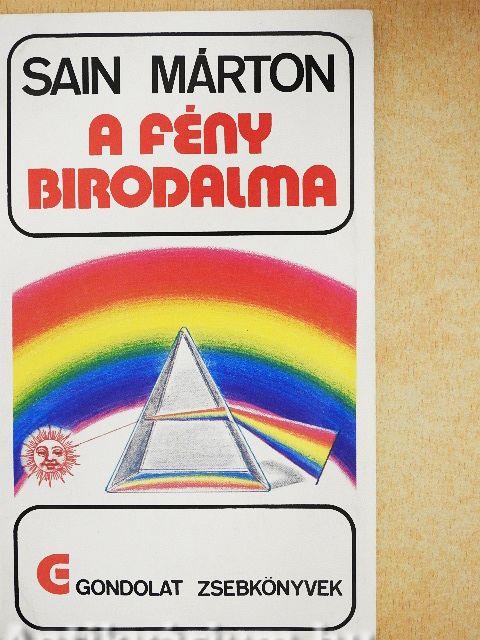 SAIN MÁRTON
A FÉNY
BIRODALMA
G
GONDOLAT ZSEBKÖNYVEK